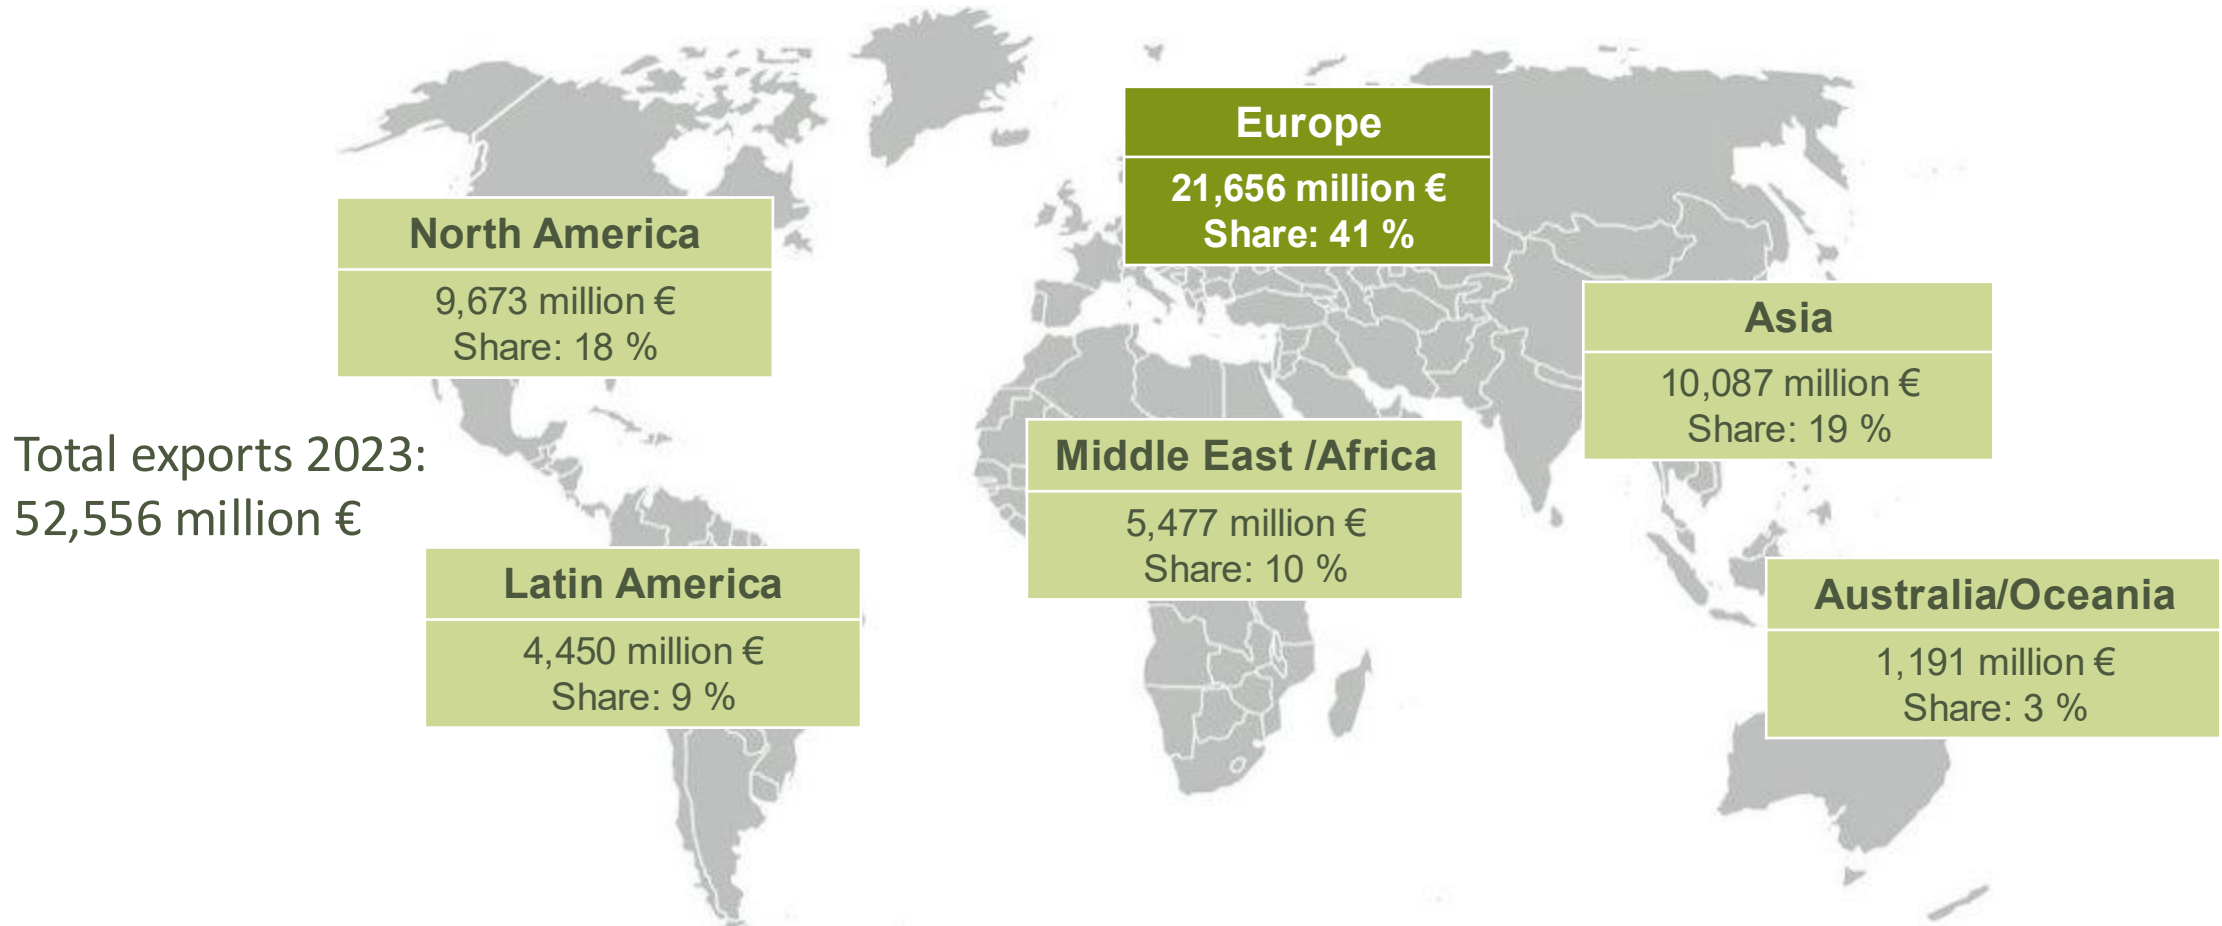 Europe
21,656 million €
Share: 41 %
North America
9,673 million €
Share: 18 %
Asia
10,087 million €
Share: 19 %
Total exports 2023:
52,556 million €
Middle East /Africa
5,477 million €
Share: 10 %
Latin America
4,450 million €
Share: 9 %
Australia/Oceania
1,191 million €
Share: 3 %